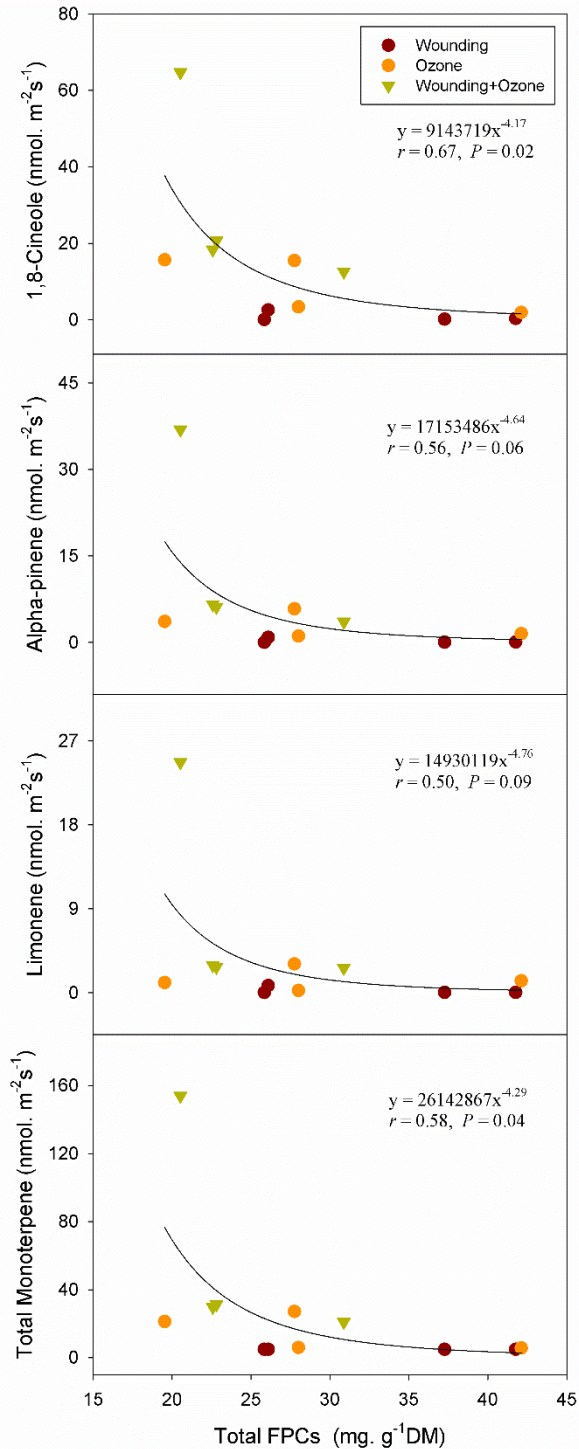 80
60
40
20
0
1,8-Cineole (nmol. m⁻²s⁻¹)
Wounding
Ozone
Wounding+Ozone
y = 9143719x⁻⁴·¹⁷
r = 0.67, P = 0.02
45
30
15
0
Alpha-pinene (nmol. m⁻²s⁻¹)
y = 17153486x⁻⁴·⁶⁴
r = 0.56, P = 0.06
27
18
9
0
Limonene (nmol. m⁻²s⁻¹)
y = 14930119x⁻⁴·⁷⁶
r = 0.50, P = 0.09
160
120
80
40
0
Total Monoterpene (nmol. m⁻²s⁻¹)
y = 26142867x⁻⁴·²⁹
r = 0.58, P = 0.04
15 20 25 30 35 40 45
Total FPCs (mg. g⁻¹DM)